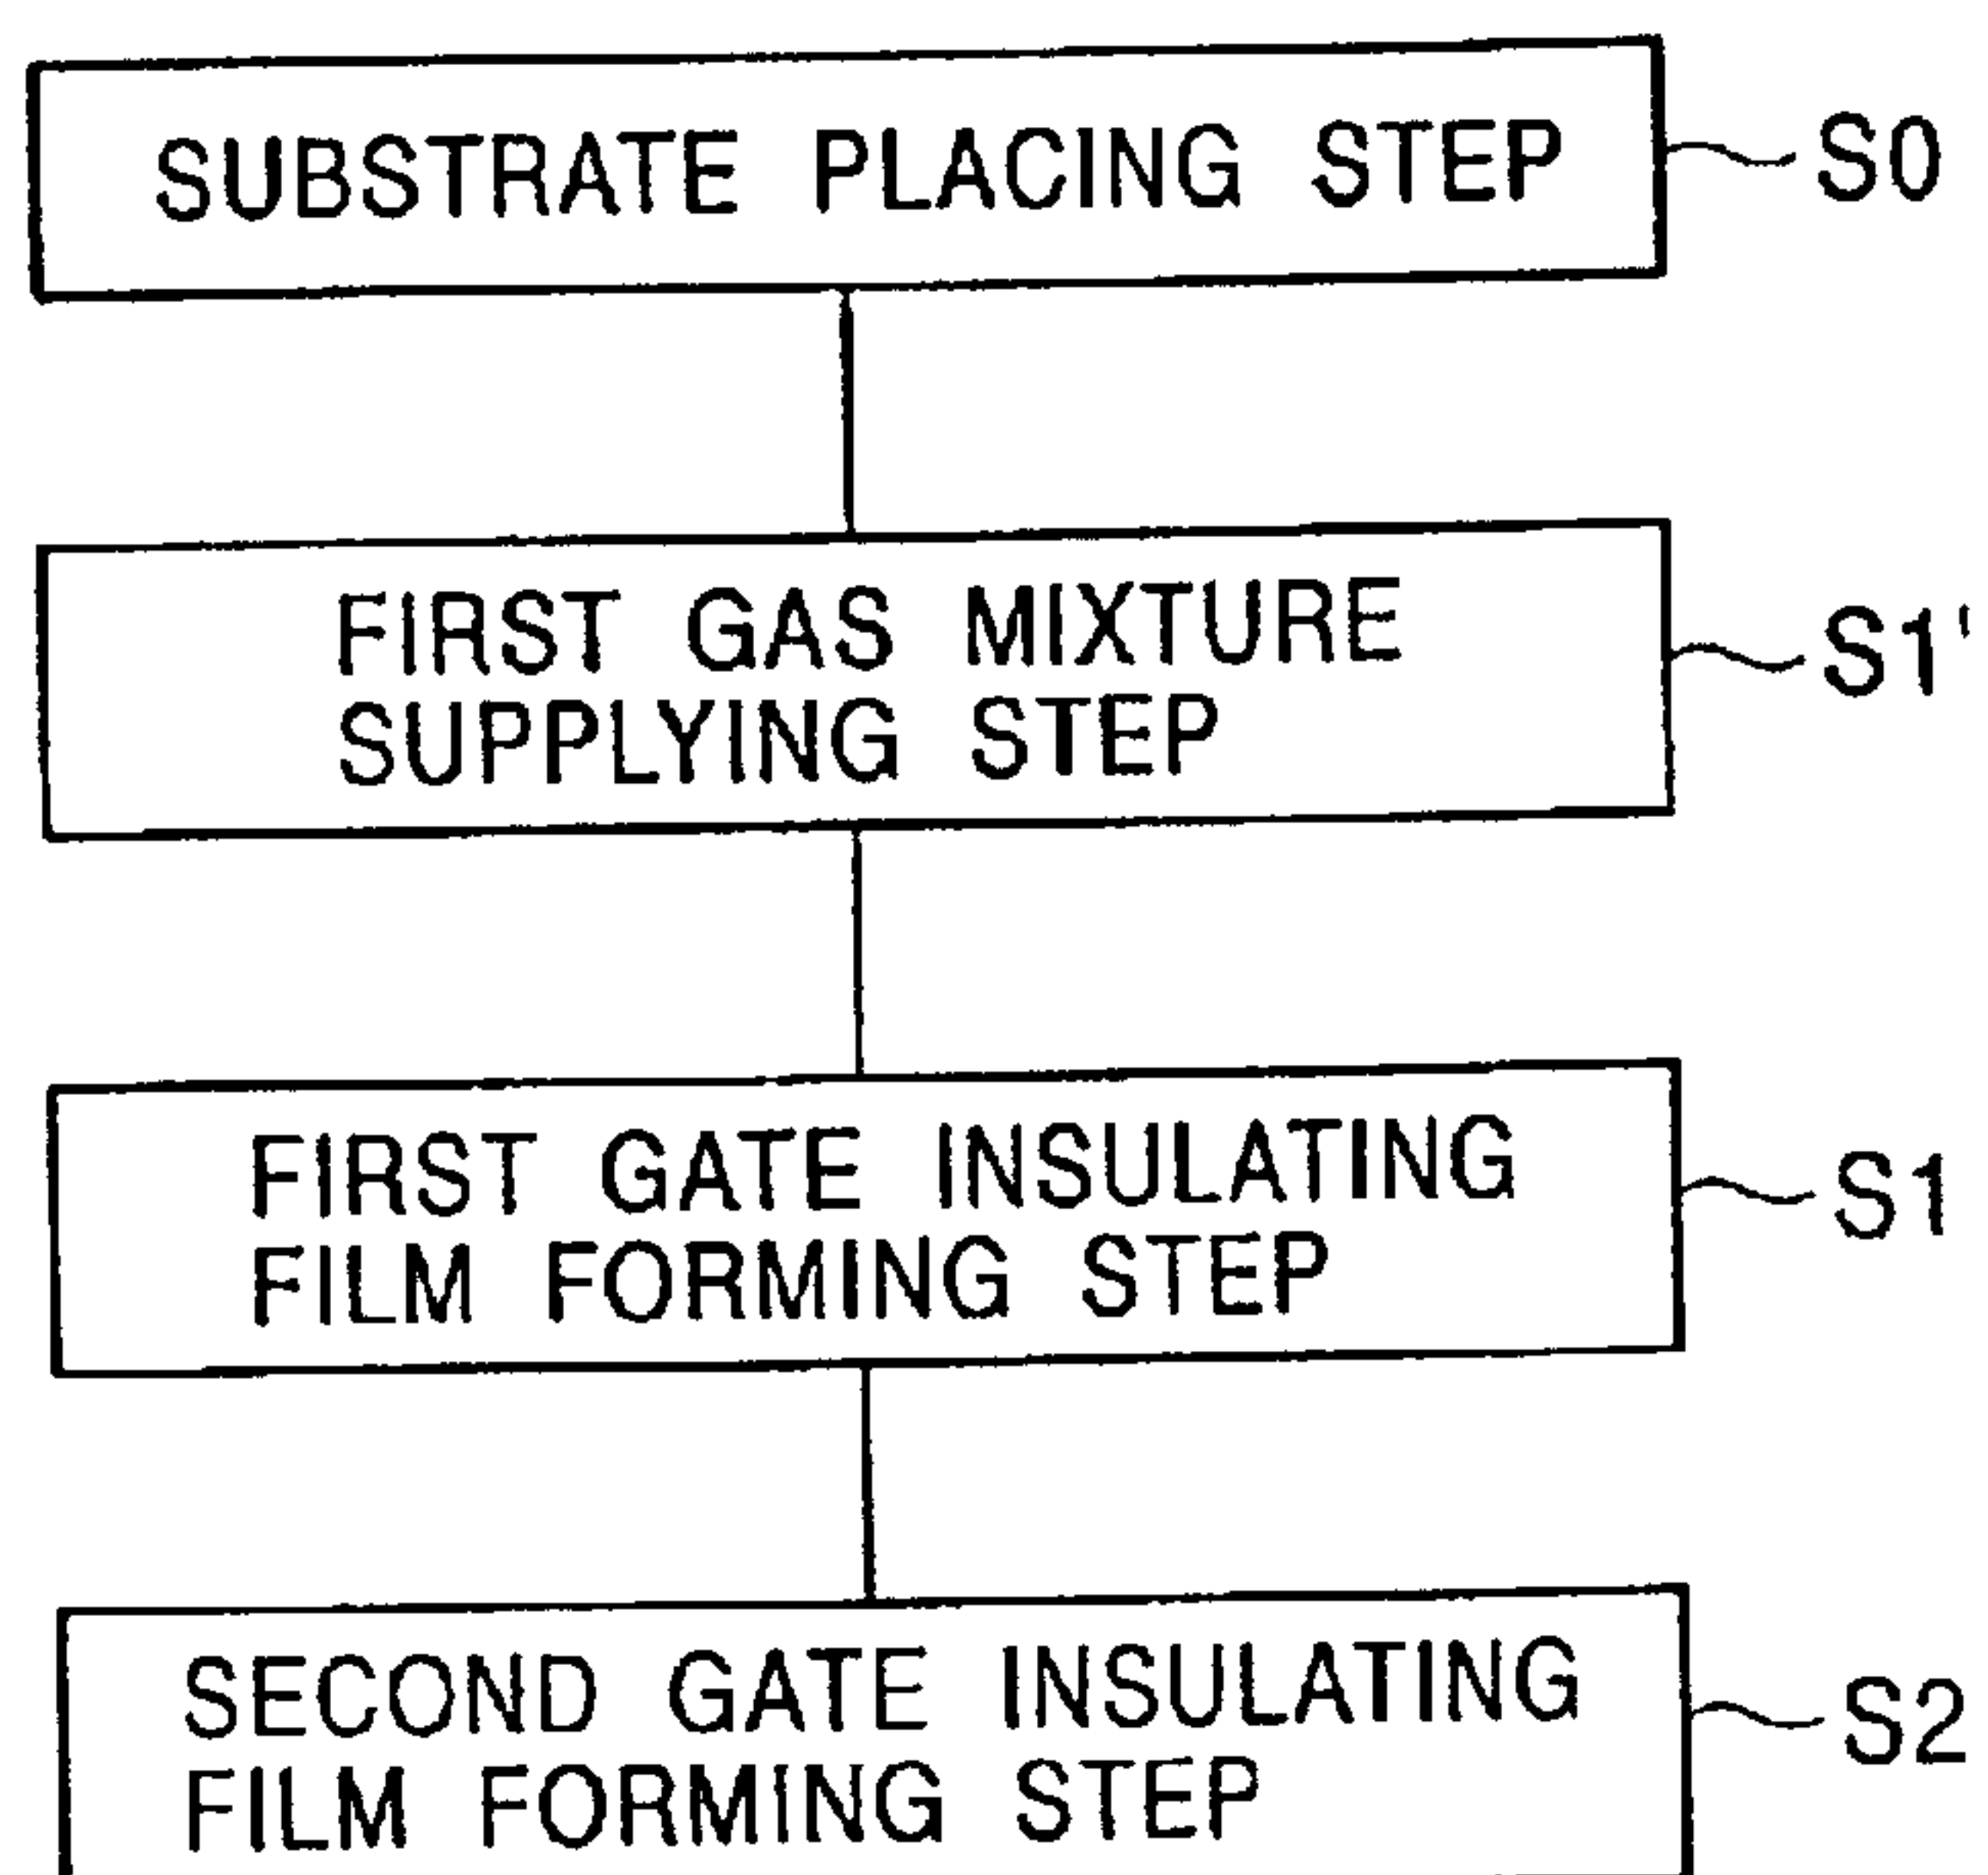 SUBSTRATE PLACING STEP
S0
FIRST GAS MIXTURE
SUPPLYING STEP
S1'
FIRST GATE INSULATING
FILM FORMING STEP
S1
SECOND GATE INSULATING
FILM FORMING STEP
S2